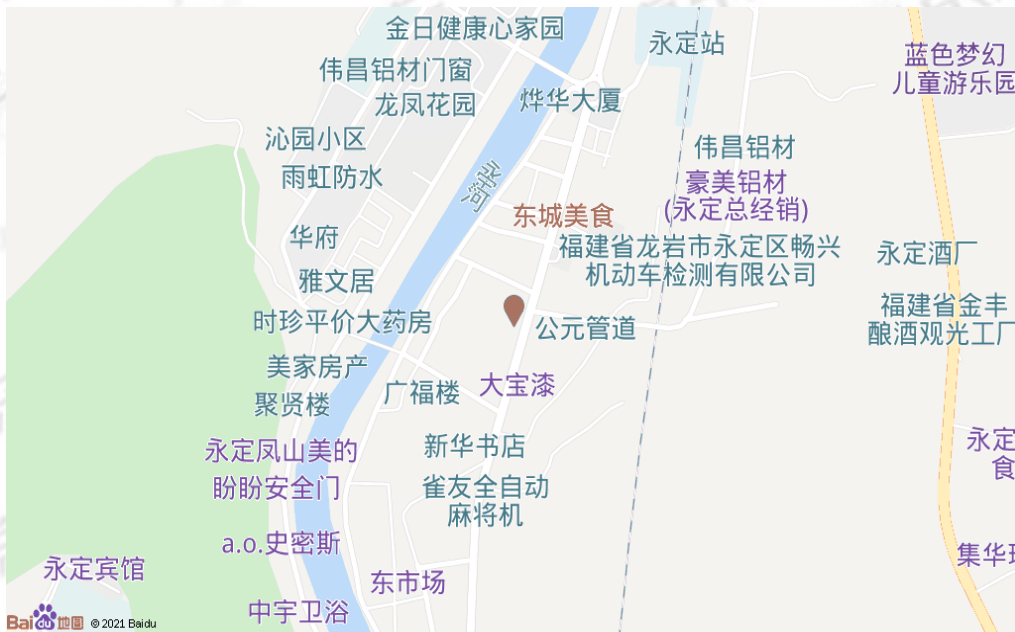 金日健康心家园
永定站
蓝色梦幻
儿童游乐园
伟昌铝材门窗
龙凤花园
烨华大厦
沁园小区
伟昌铝材
雨虹防水
永定河
豪美铝材
(永定总经销)
东城美食
华府
福建省龙岩市永定区畅兴
机动车检测有限公司
永定酒厂
雅文居
时珍平价大药房
公元管道
福建省金丰
酿酒观光工厂
美家房产
广福楼
大宝漆
聚贤楼
永定凤山美的
新华书店
永定
食
盼盼安全门
雀友全自动
麻将机
a.o.史密斯
集华
永定宾馆
东市场
中宇卫浴
Bai du 地图 © 2021 Baidu